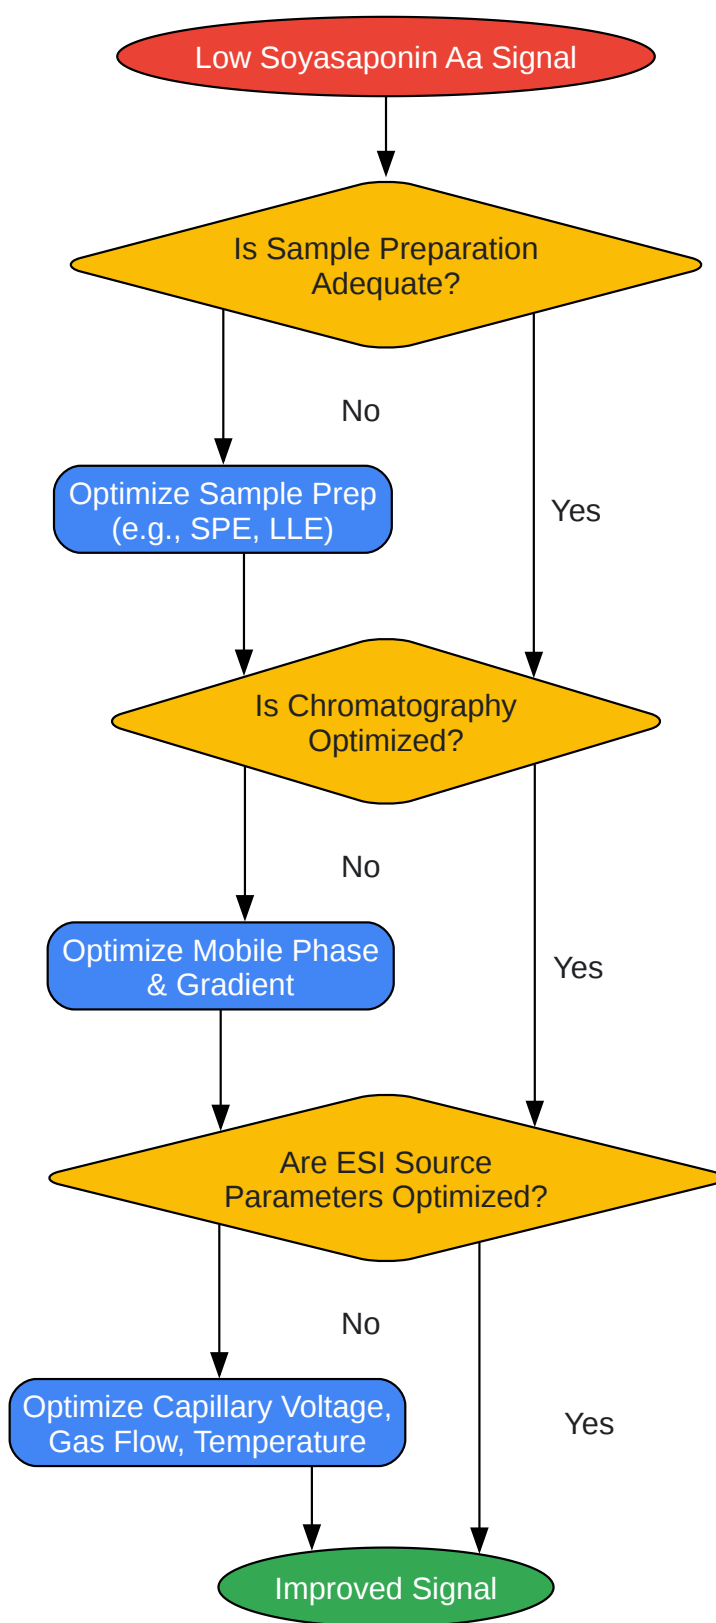 Low Soyasaponin Aa Signal
Is Sample Preparation
Adequate?
No
Optimize Sample Prep
(e.g., SPE, LLE)
Yes
Is Chromatography
Optimized?
No
Optimize Mobile Phase
& Gradient
Yes
Are ESI Source
Parameters Optimized?
No
Optimize Capillary Voltage,
Gas Flow, Temperature
Yes
Improved Signal